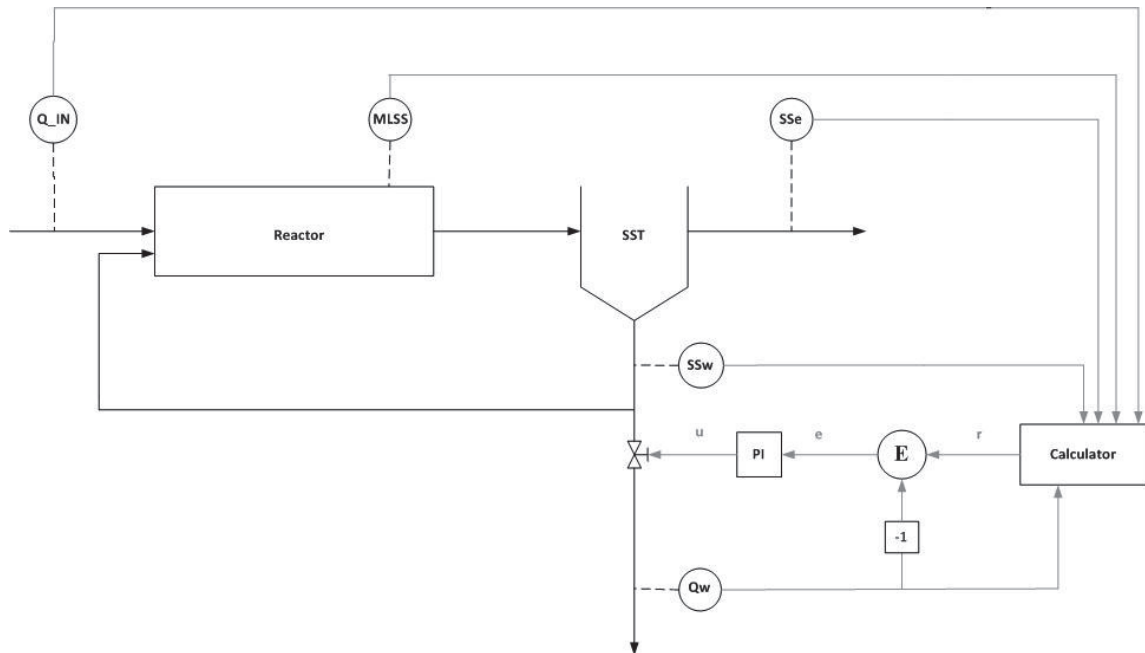 Q_IN
MLSS
SSe
Reactor
SST
SSw
u
e
r
PI
E
Calculator
-1
Qw